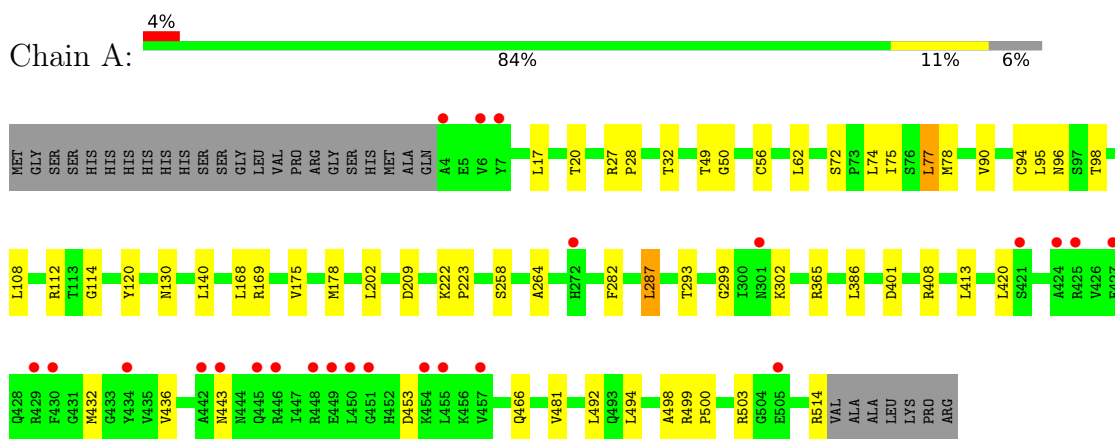 4%
Chain A:
84% 11% 6%
MET GLY SER SER HIS HIS HIS HIS HIS HIS SER SER GLY LEU VAL PRO ARG GLY SER HIS MET ALA GLN A4 E5 V6 Y7 L17 T20 R27 P28 T32 T49 G50 C56 L62 S72 P73 L74 I75 S76 L77 M78 V90 C94 L95 N96 S97 T98
L108 R112 T113 G114 Y120 N130 L140 L168 R169 V175 M178 L202 D209 K222 P223 S258 A264 H272 F282 L287 T293 G299 I300 N301 K302 R365 L386 D401 R408 L413 L420 S421 A424 R425 V426
Q428 R429 F430 G431 M432 G433 Y434 V435 V436 A442 N443 N444 Q445 R446 I447 R448 E449 L450 G451 H452 D453 K454 L455 K456 V457 Q466 V481 L492 Q493 L494 A498 R499 P500 R503 G504 E505 R514 VAL ALA ALA LEU LYS PRO ARG